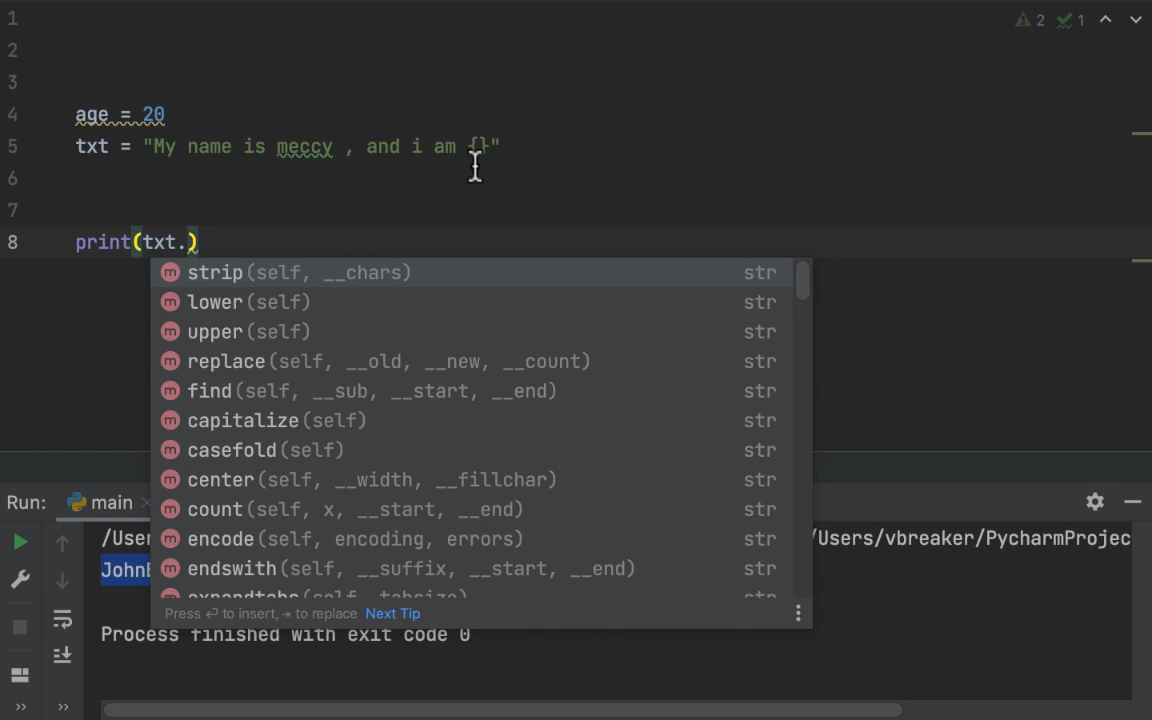 1
2
3
4 age = 20
5 txt = "My name is meccy , and i am {}"
6
7
8 print(txt.)
2 1
m strip(self, __chars) str
m lower(self) str
m upper(self) str
m replace(self, __old, __new, __count) str
m find(self, __sub, __start, __end) str
m capitalize(self) str
m casefold(self) str
m center(self, __width, __fillchar) str
m count(self, x, __start, __end) str
m encode(self, encoding, errors) str
m endswith(self, __suffix, __start, __end) str
m expandtabs(self, tabsize) str
Press ⏎ to insert, ⇥ to replace Next Tip
Run: main
/User /Users/vbreaker/PycharmProjec
John
Process finished with exit code 0